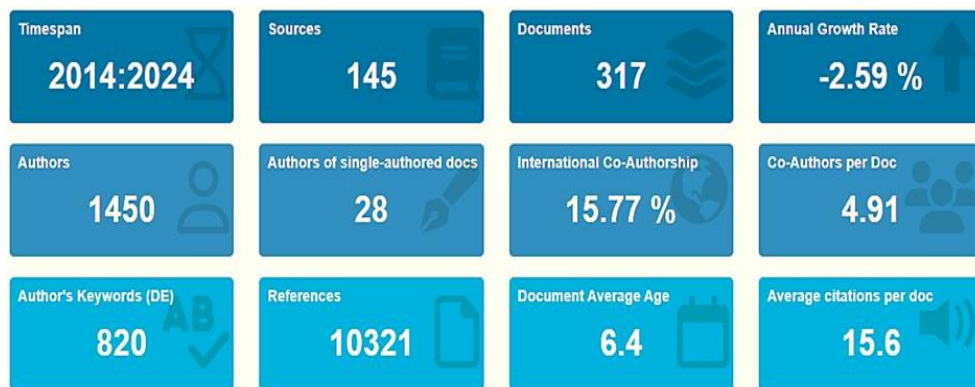 Timespan
2014:2024
Sources
145
Documents
317
Annual Growth Rate
-2.59 %
Authors
1450
Authors of single-authored docs
28
International Co-Authorship
15.77 %
Co-Authors per Doc
4.91
Author's Keywords (DE)
820
AB
References
10321
Document Average Age
6.4
Average citations per doc
15.6